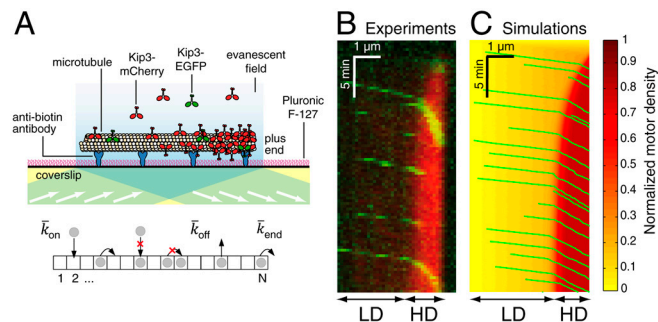 A
microtubule
Kip3-
mCherry
Kip3-
EGFP
evanescent
field
Pluronic
F-127
anti-biotin
antibody
plus
end
coverslip
k̅on
k̅off
k̅end
1 2 ... N
B Experiments
1 µm
5 min
LD HD
C Simulations
1 µm
5 min
LD HD
1
0.9
0.8
0.7
0.6
0.5
0.4
0.3
0.2
0.1
0
Normalized motor density